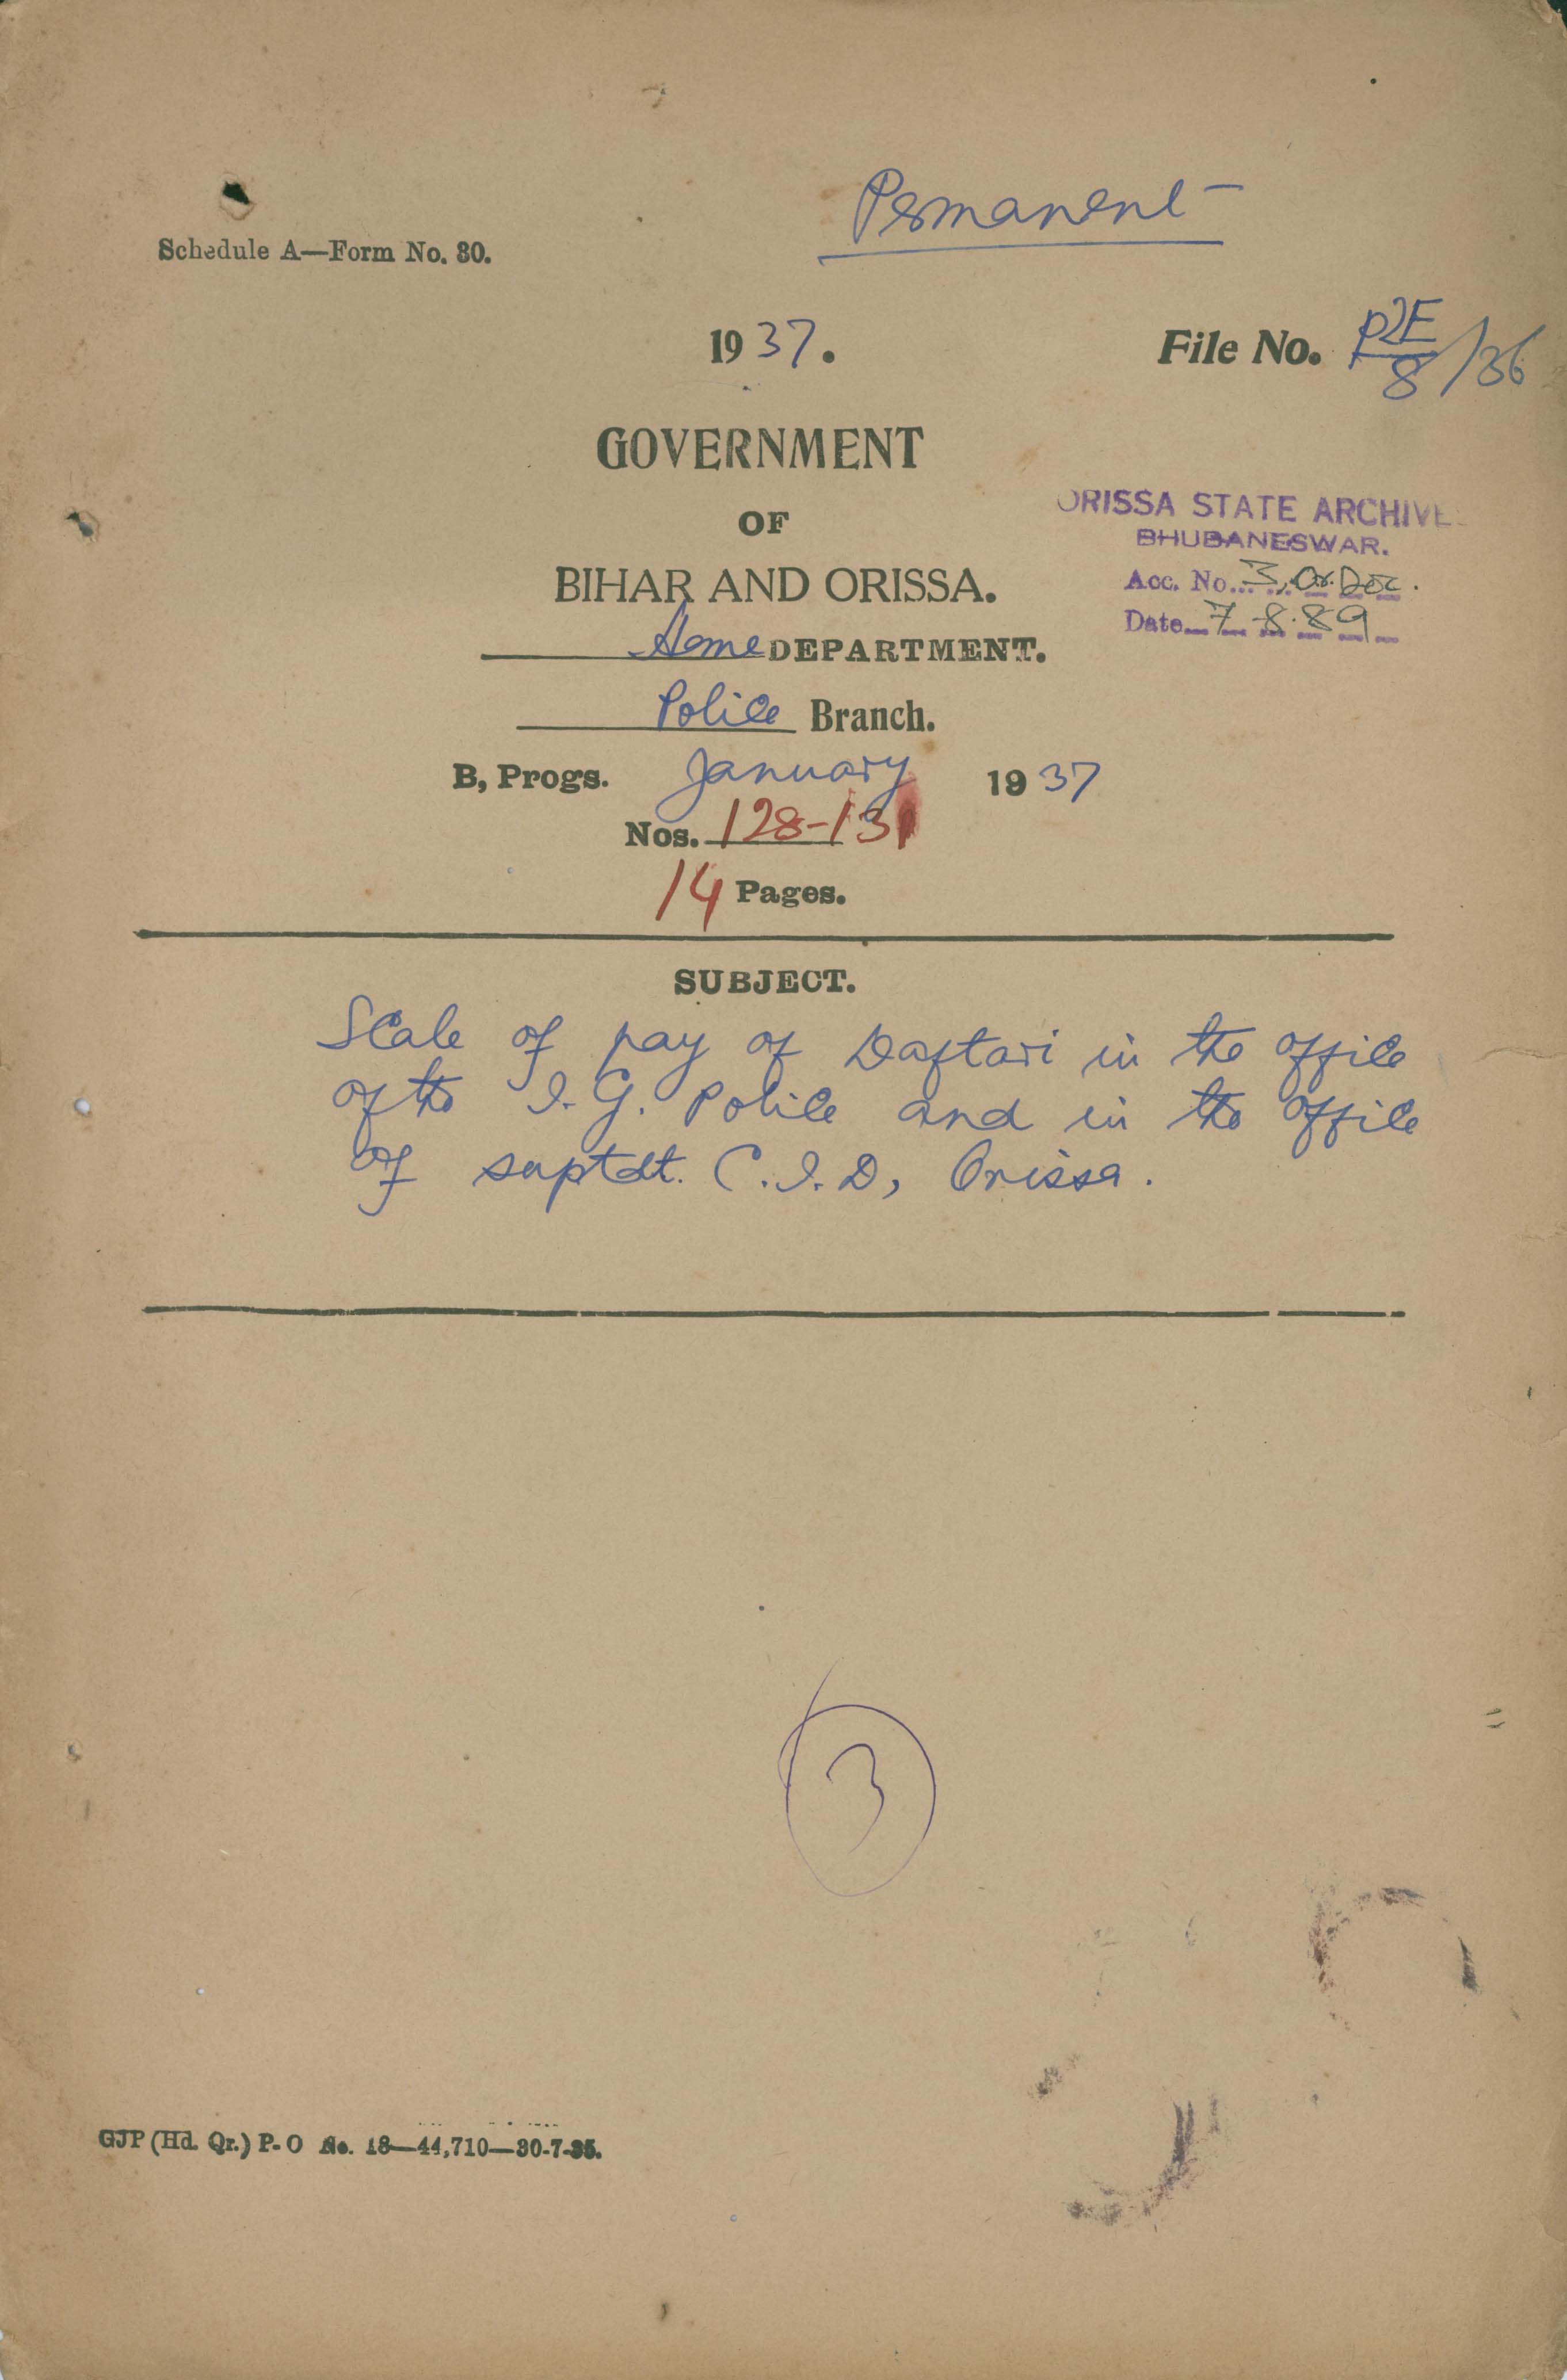 Permanent
Schedule A—Form No. 30.
1937.
File No. P2E/8/36
GOVERNMENT
OF
BIHAR AND ORISSA.
ORISSA STATE ARCHIVE
BHUBANESWAR.
Acc. No... 3, Or. Doc.
Date 7-8-89
Home DEPARTMENT.
Police Branch.
B, Progs. January 1937
Nos. 128-131
14 Pages.
SUBJECT.
Scale of pay of Daftari in the office
of the I.G. Police and in the office
of suptdt. C.I.D, Orissa.
3
GJP (Hd. Qr.) P-O No. 18—44,710—30-7-35.